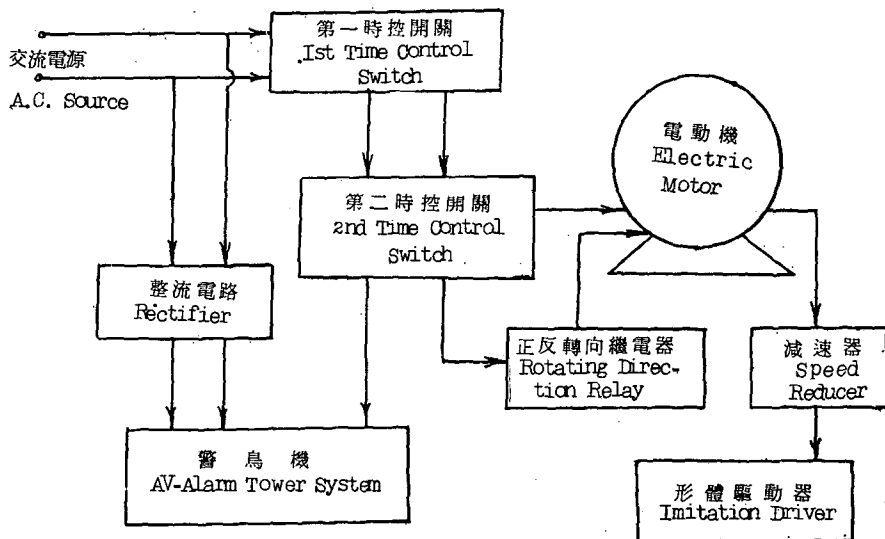 第一時控開關
.Ist Time Control
Switch
交流電源
A.C. Source
電動機
Electric
Motor
第二時控開關
2nd Time Control
Switch
整流電路
Rectifier
正反轉向繼電器
Rotating Direc-
tion Relay
減速器
Speed
Reducer
警鳥機
AV-Alarm Tower System
形體驅動器
Imitation Driver